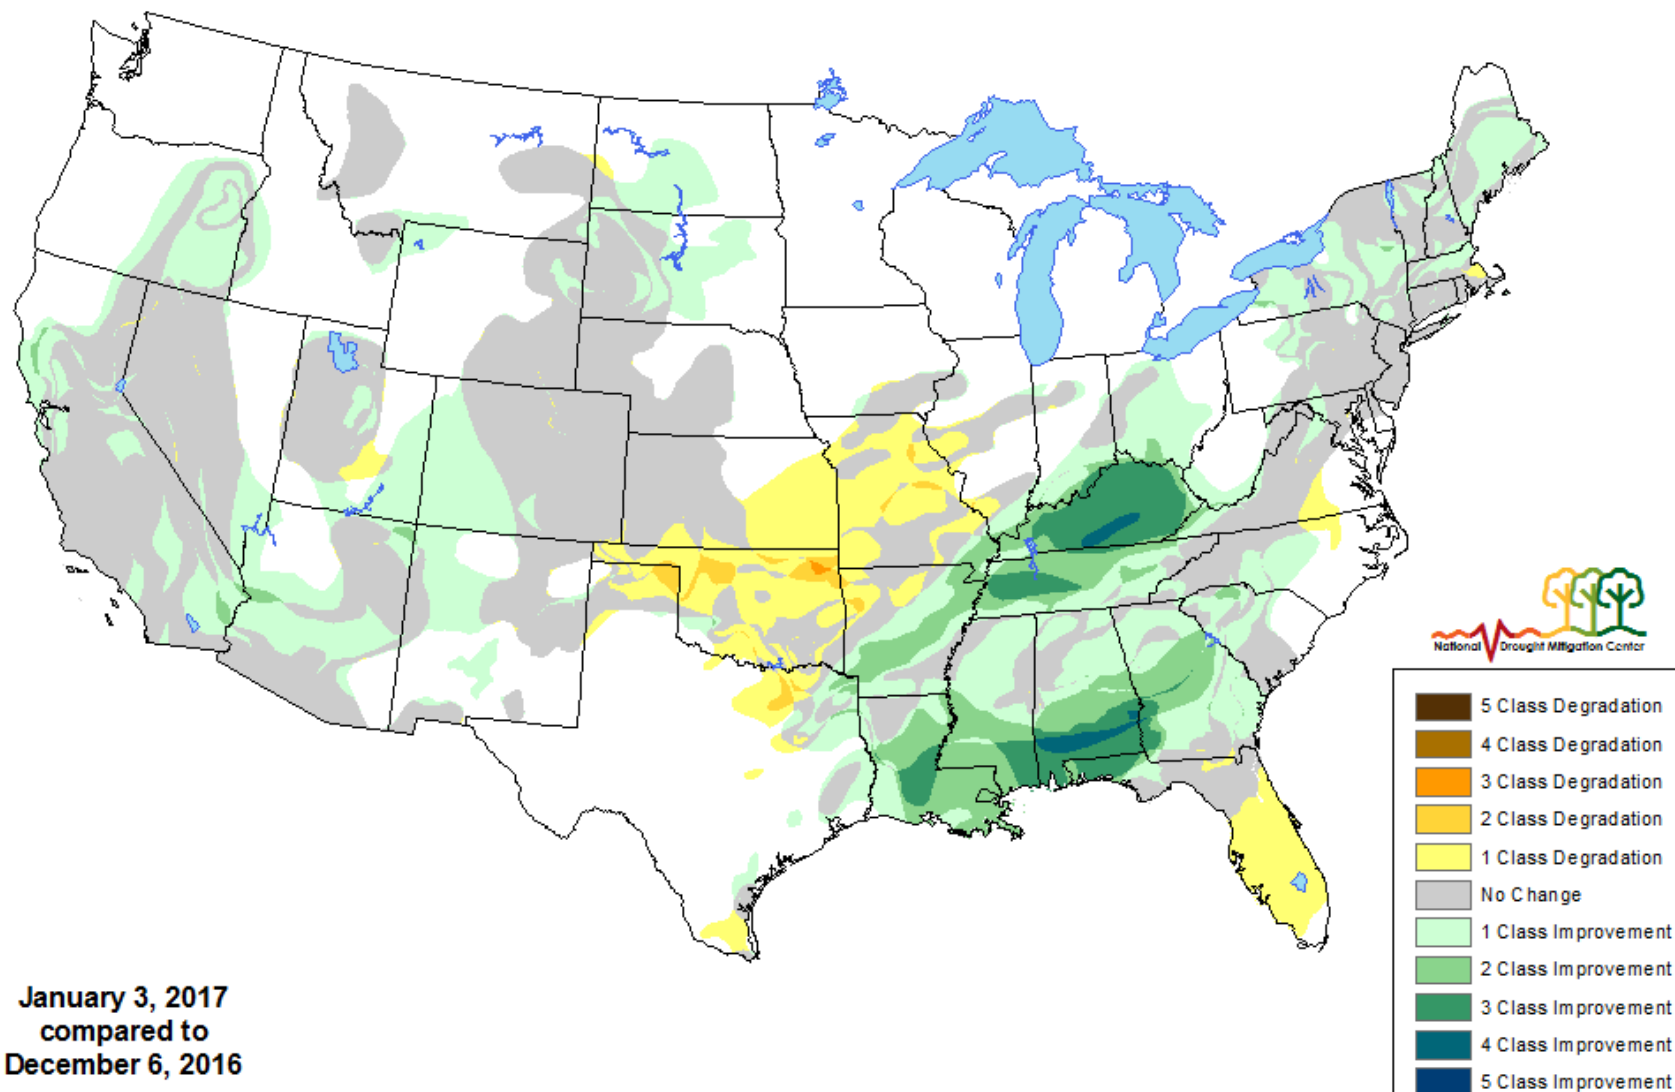 National Drought Mitigation Center
5 Class Degradation
4 Class Degradation
3 Class Degradation
2 Class Degradation
1 Class Degradation
No Change
1 Class Improvement
2 Class Improvement
3 Class Improvement
4 Class Improvement
5 Class Improvement
January 3, 2017
compared to
December 6, 2016